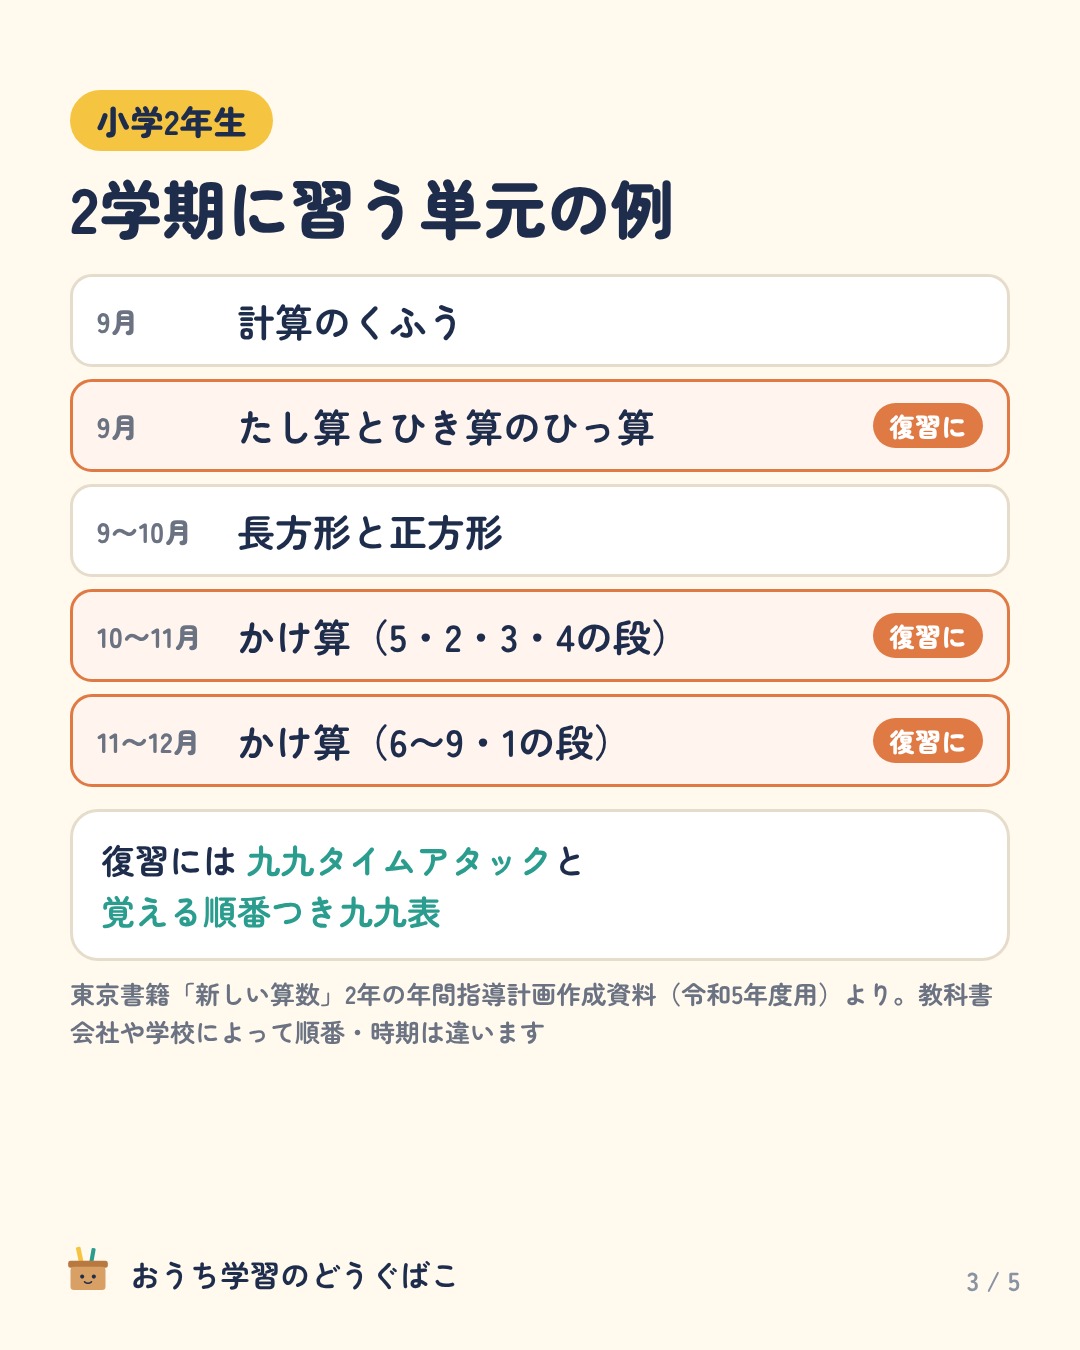 小学2年生
2学期に習う単元の例
9月 計算のくふう
9月 たし算とひき算のひっ算 復習に
9〜10月 長方形と正方形
10〜11月 かけ算（5・2・3・4の段） 復習に
11〜12月 かけ算（6〜9・1の段） 復習に
復習には 九九タイムアタックと
覚える順番つき九九表
東京書籍「新しい算数」2年の年間指導計画作成資料（令和5年度用）より。教科書
会社や学校によって順番・時期は違います
おうち学習のどうぐばこ
3 / 5